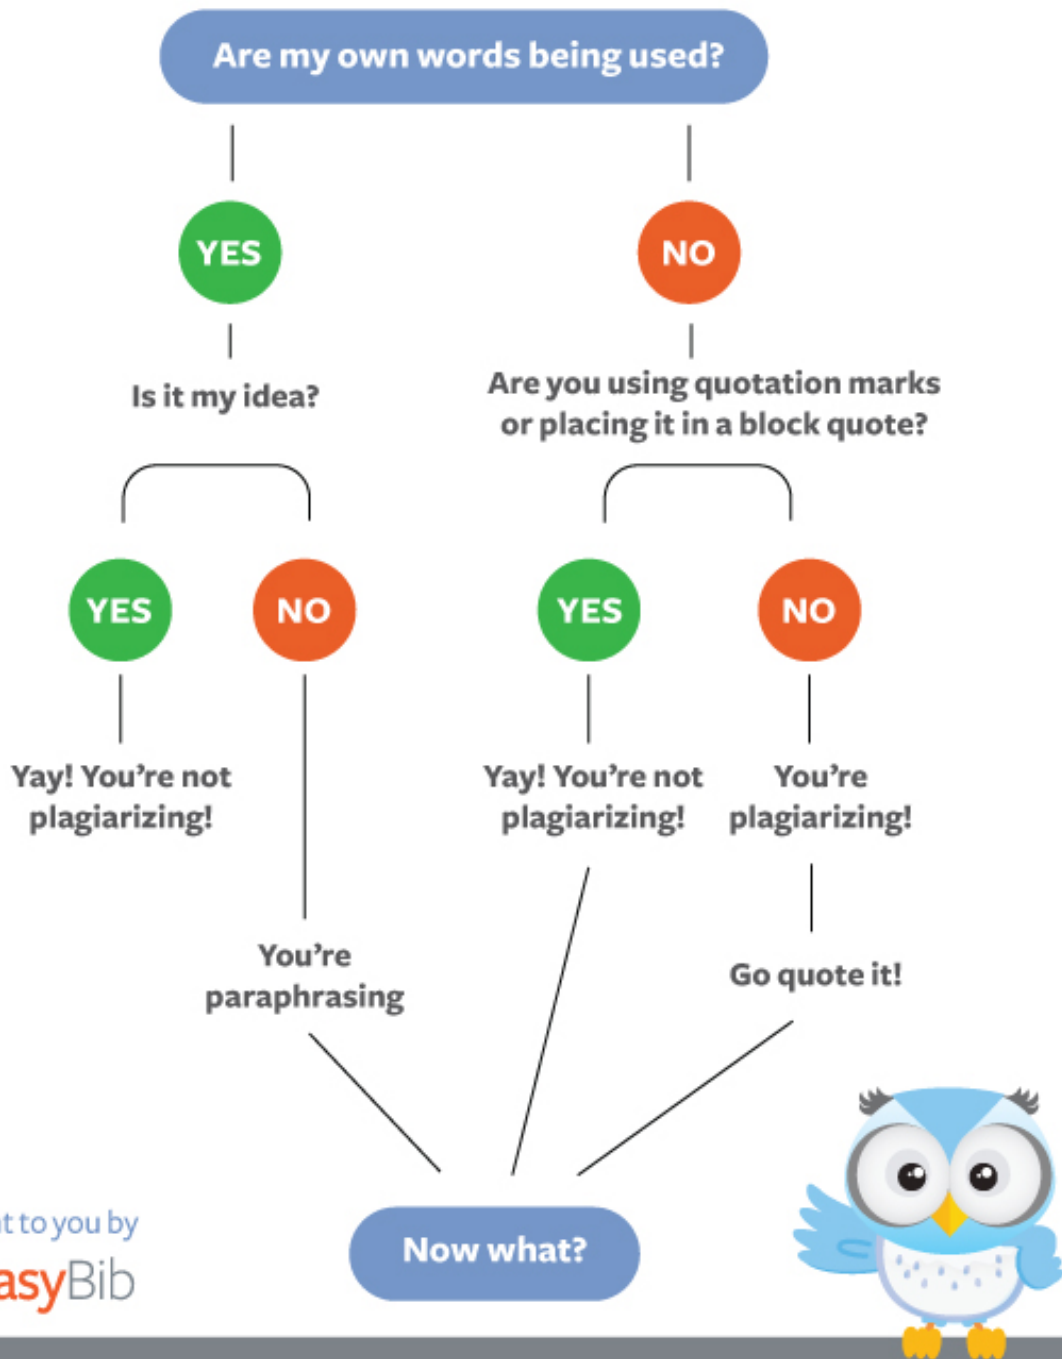 Are my own words being used?
YES
NO
Is it my idea?
Are you using quotation marks
or placing it in a block quote?
YES
NO
YES
NO
Yay! You're not
plagiarizing!
Yay! You're not
plagiarizing!
You're
plagiarizing!
You're
paraphrasing
Go quote it!
to you by
asyBib
Now what?